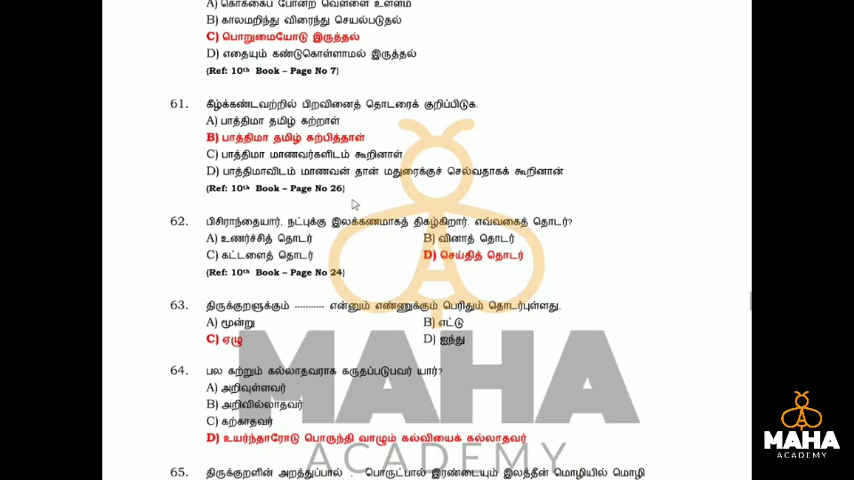 A) கொக்கைப் போன்ற வெள்ளை உள்ளம்
B) காலமறிந்து விரைந்து செயல்படுதல்
C) பொறுமையோடு இருத்தல்
D) எதையும் கண்டுகொள்ளாமல் இருத்தல்
{Ref: 10th Book – Page No 7}
61. கீழ்க்கண்டவற்றில் பிறவினைத் தொடரைக் குறிப்பிடுக.
A) பாத்திமா தமிழ் கற்றாள்
B) பாத்திமா தமிழ் கற்பித்தாள்
C) பாத்திமா மாணவர்களிடம் கூறினாள்
D) பாத்திமாவிடம் மாணவன் தான் மதுரைக்குச் செல்வதாகக் கூறினான்
{Ref: 10th Book – Page No 26}
62. பிசிராந்தையார், நட்புக்கு இலக்கணமாகத் திகழ்கிறார். எவ்வகைத் தொடர்?
A) உணர்ச்சித் தொடர் B) வினாத் தொடர்
C) கட்டளைத் தொடர் D) செய்தித் தொடர்
{Ref: 10th Book – Page No 24}
63. திருக்குறளுக்கும் ----------- என்னும் எண்ணுக்கும் பெரிதும் தொடர்புள்ளது.
A) மூன்று B) எட்டு
C) ஏழு D) ஐந்து
64. பல கற்றும் கல்லாதவராக கருதப்படுபவர் யார்?
A) அறிவுள்ளவர்
B) அறிவில்லாதவர்
C) கற்காதவர்
D) உயர்ந்தாரோடு பொருந்தி வாழும் கல்வியைக் கல்லாதவர்
65. திருக்குறளின் அறத்துப்பால் , பொருட்பால் இரண்டையும் இலத்தீன் மொழியில் மொழி
MAHA
ACADEMY
MAHA
ACADEMY